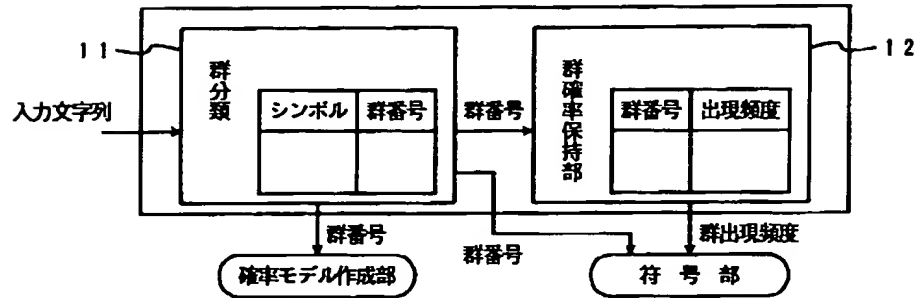 11
12
群分類
群確率保持部
入力文字列
シンボル
群番号
群番号
群番号
出現頻度
群番号
群番号
群出現頻度
確率モデル作成部
符号部